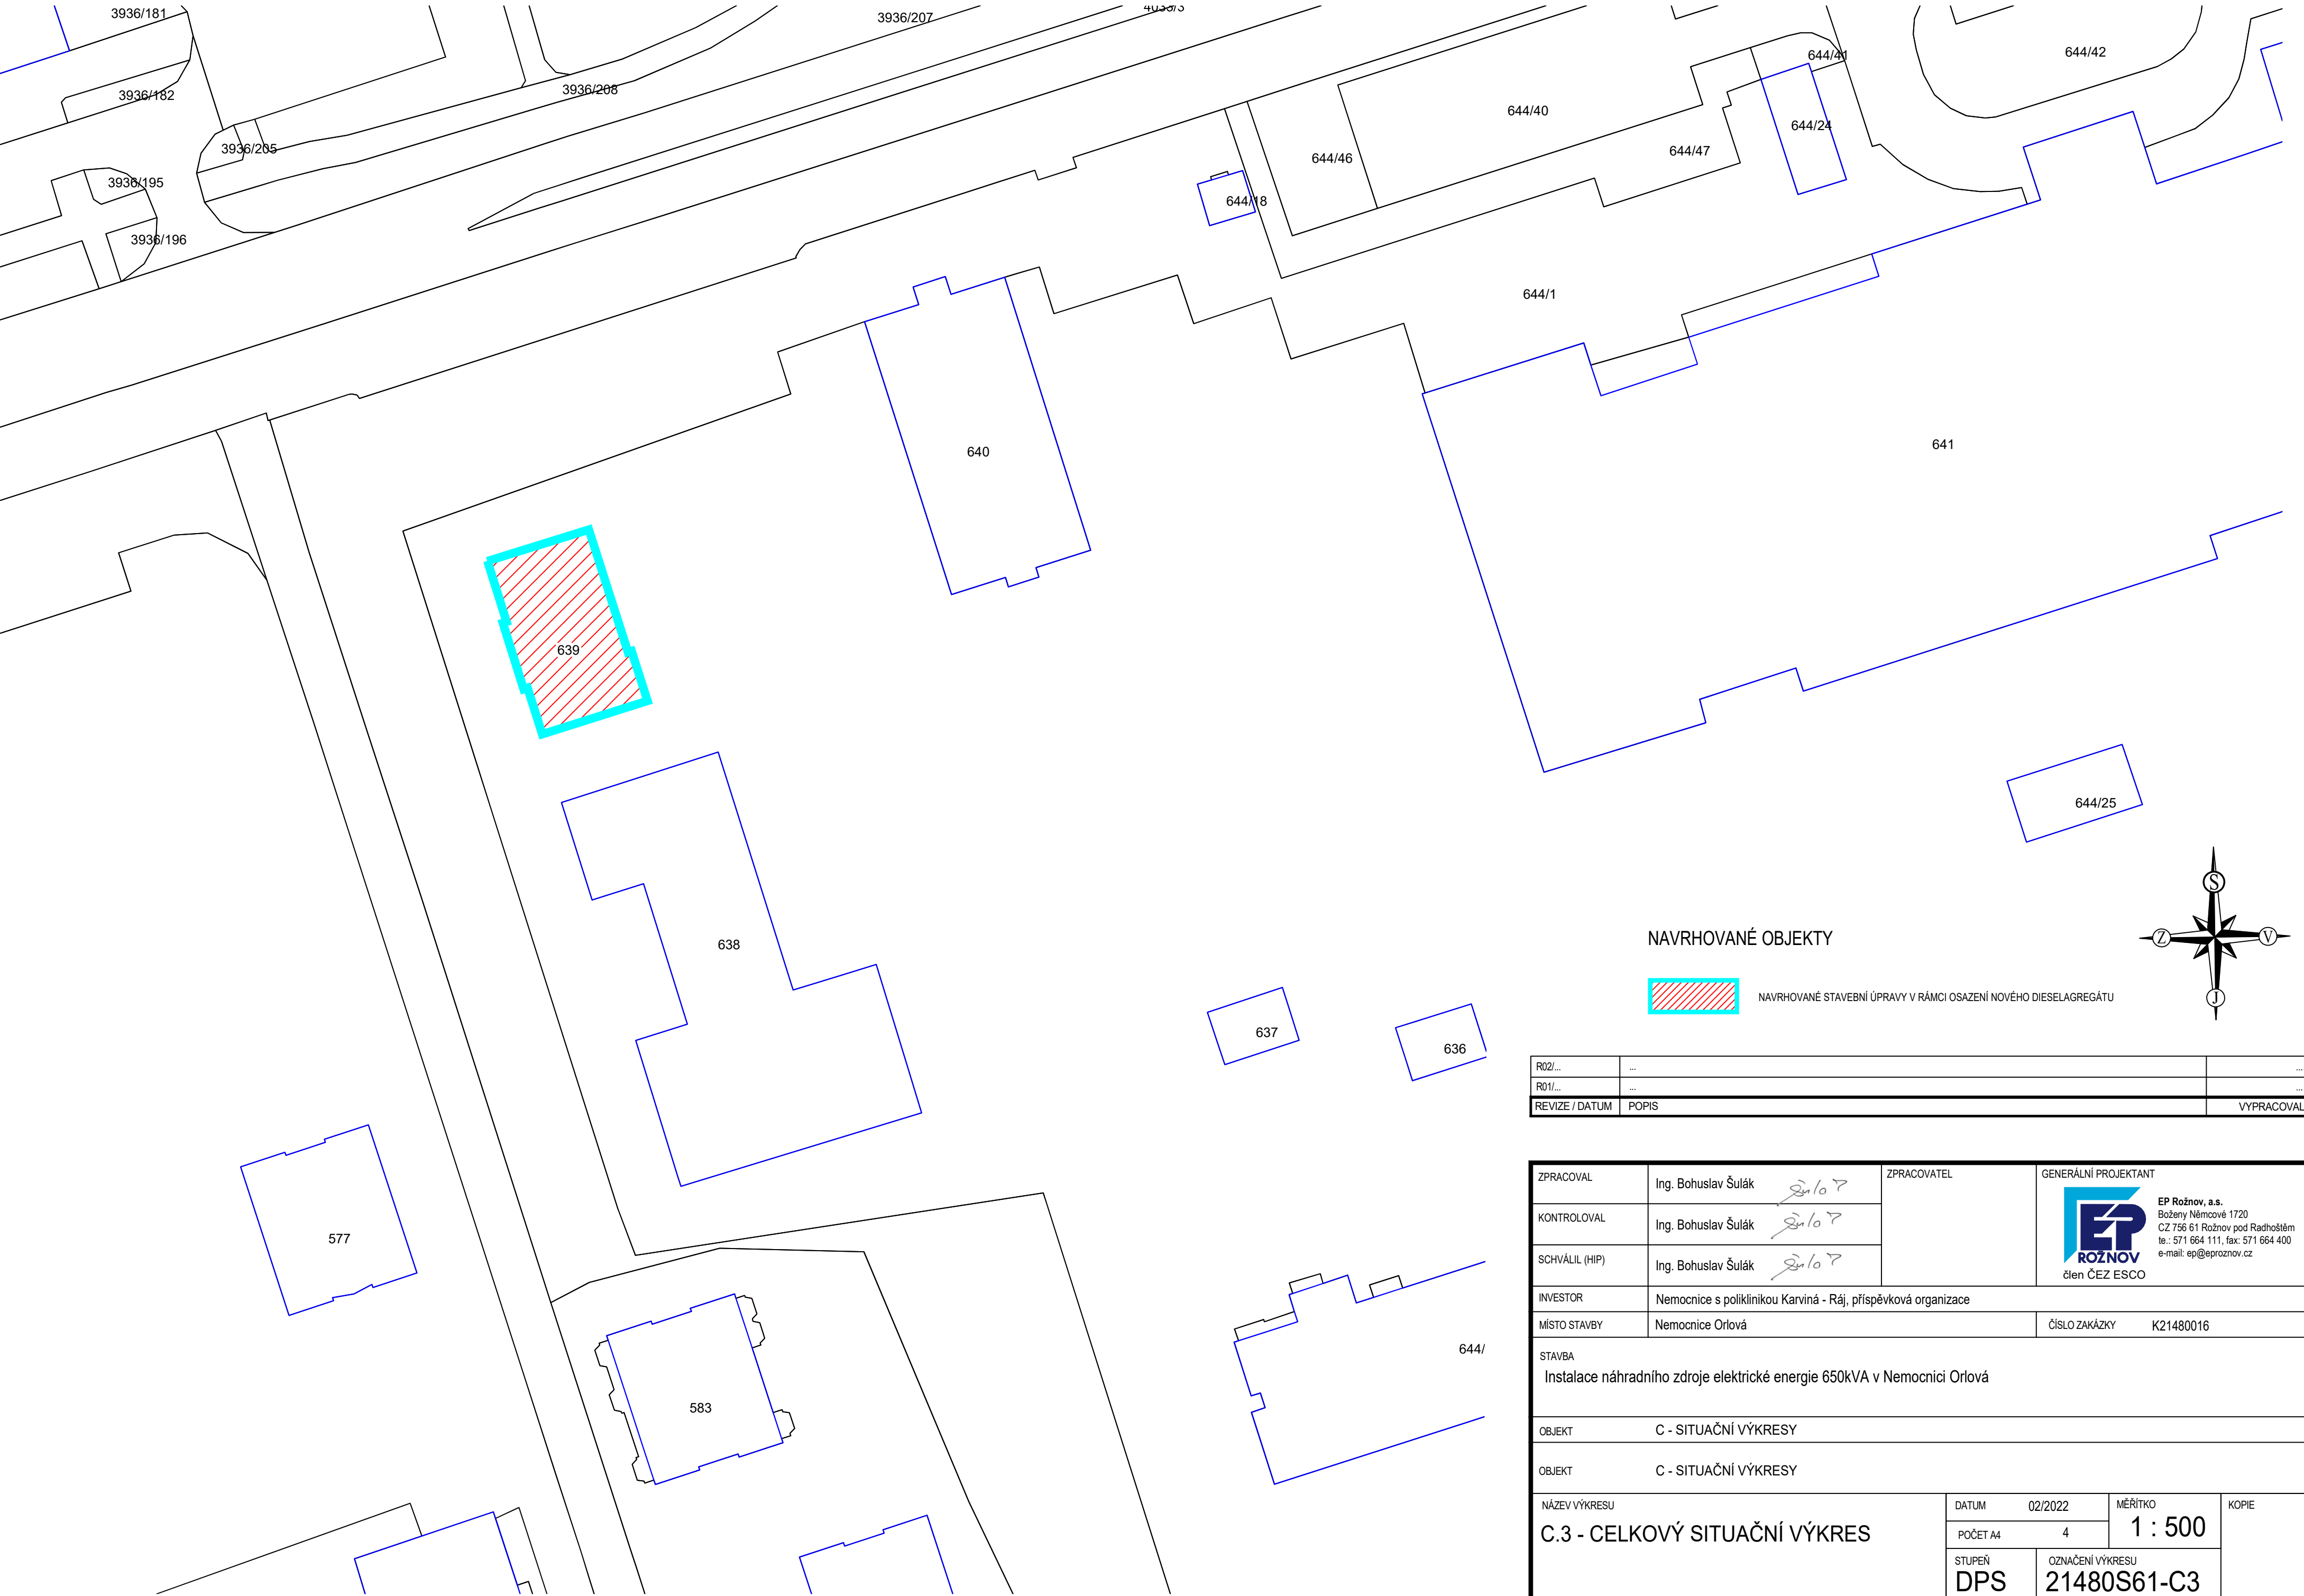 3936/181
3936/207
4039/3
3936/182
3936/208
3936/205
3936/195
3936/196
644/41
644/42
644/40
644/24
644/46
644/47
644/18
644/1
640
641
639
644/25
638
637
636
577
583
644/
S
Z
V
J
NAVRHOVANÉ OBJEKTY
NAVRHOVANÉ STAVEBNÍ ÚPRAVY V RÁMCI OSAZENÍ NOVÉHO DIESELAGREGÁTU
R02/... ... ...
R01/... ... ...
REVIZE / DATUM POPIS VYPRACOVAL
ZPRACOVAL Ing. Bohuslav Šulák
KONTROLOVAL Ing. Bohuslav Šulák
SCHVÁLIL (HIP) Ing. Bohuslav Šulák
ZPRACOVATEL
GENERÁLNÍ PROJEKTANT
EP
ROŽNOV
člen ČEZ ESCO
EP Rožnov, a.s.
Boženy Němcové 1720
CZ 756 61 Rožnov pod Radhoštěm
te.: 571 664 111, fax: 571 664 400
e-mail: ep@eproznov.cz
INVESTOR Nemocnice s poliklinikou Karviná - Ráj, příspěvková organizace
MÍSTO STAVBY Nemocnice Orlová ČÍSLO ZAKÁZKY K21480016
STAVBA
Instalace náhradního zdroje elektrické energie 650kVA v Nemocnici Orlová
OBJEKT C - SITUAČNÍ VÝKRESY
OBJEKT C - SITUAČNÍ VÝKRESY
NÁZEV VÝKRESU
C.3 - CELKOVÝ SITUAČNÍ VÝKRES
DATUM 02/2022
POČET A4 4
MĚŘÍTKO
1 : 500
KOPIE
STUPEŇ
DPS
OZNAČENÍ VÝKRESU
21480S61-C3